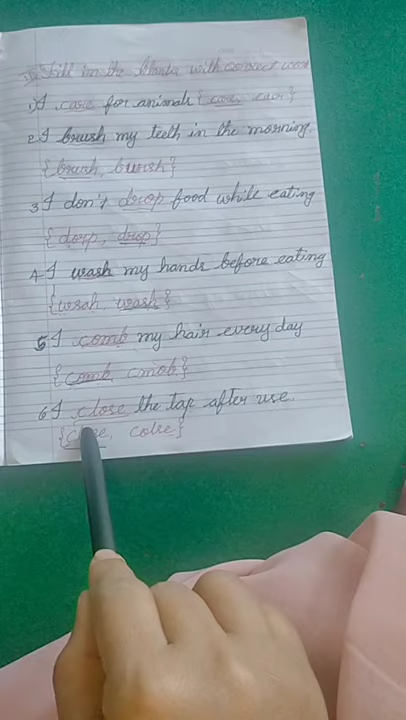 Fill in the blanks with correct word
1. I care for animals {care, caer}
2. I brush my teeth in the morning.
{brush, bursh}
3 I don't drop food while eating
{dorp, drop}
4. I wash my hands before eating
{wsah, wash}
5 I comb my hair every day
{comb, cmob}
6 I close the tap after use.
{close, colse}